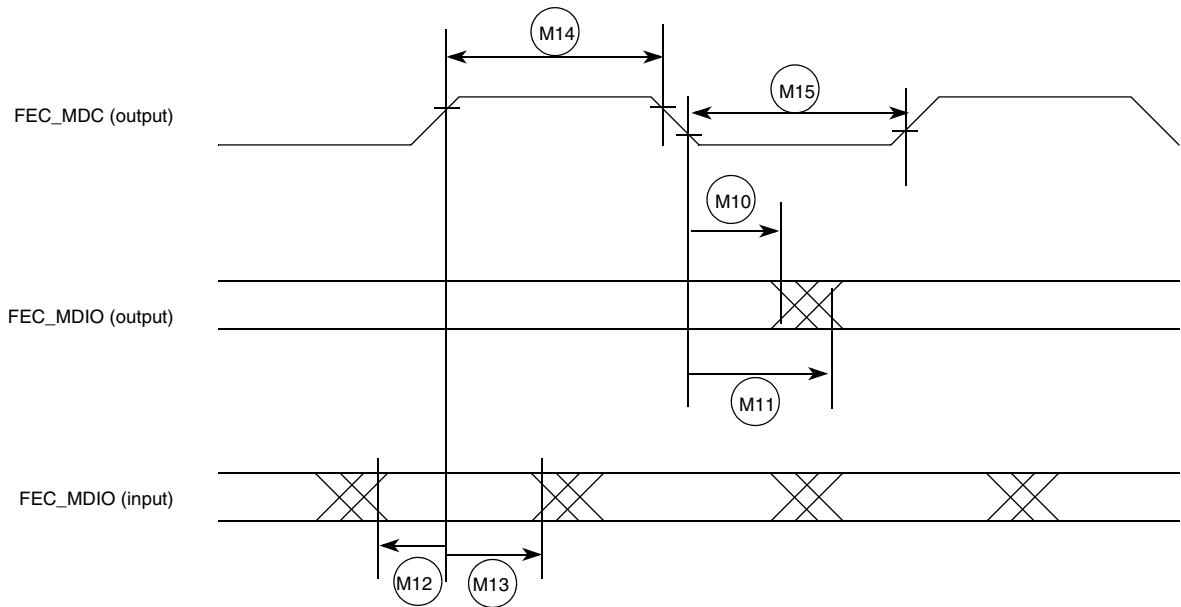 M14
M15
FEC_MDC (output)
M10
FEC_MDIO (output)
M11
FEC_MDIO (input)
M12
M13